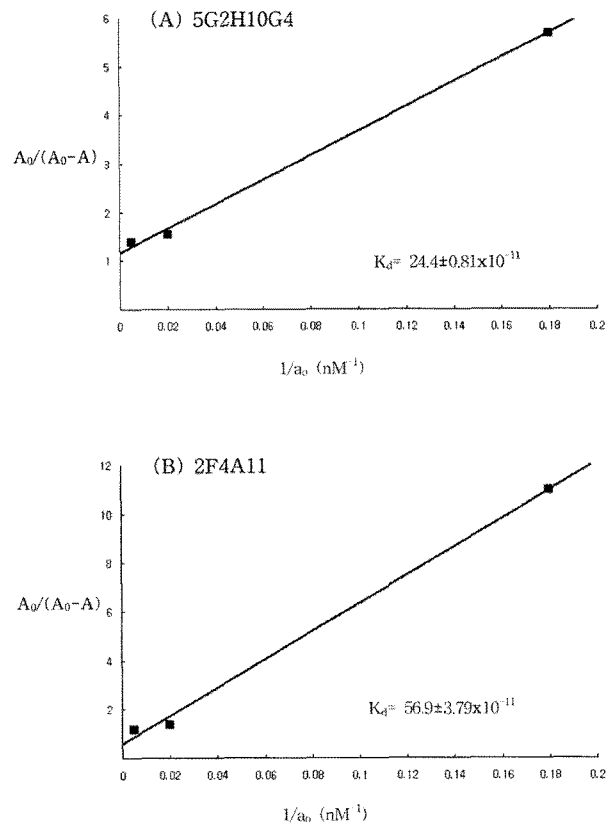 (A) 5G2H10G4
6
5
4
A₀/(A₀-A)
3
2
1
K_d= 24.4±0.81x10⁻¹¹
0 0.02 0.04 0.06 0.08 0.1 0.12 0.14 0.16 0.18 0.2
1/a₀ (nM⁻¹)
(B) 2F4A11
12
10
8
A₀/(A₀-A)
6
4
2
K_d= 56.9±3.79x10⁻¹¹
0 0.02 0.04 0.06 0.08 0.1 0.12 0.14 0.16 0.18 0.2
1/a₀ (nM⁻¹)